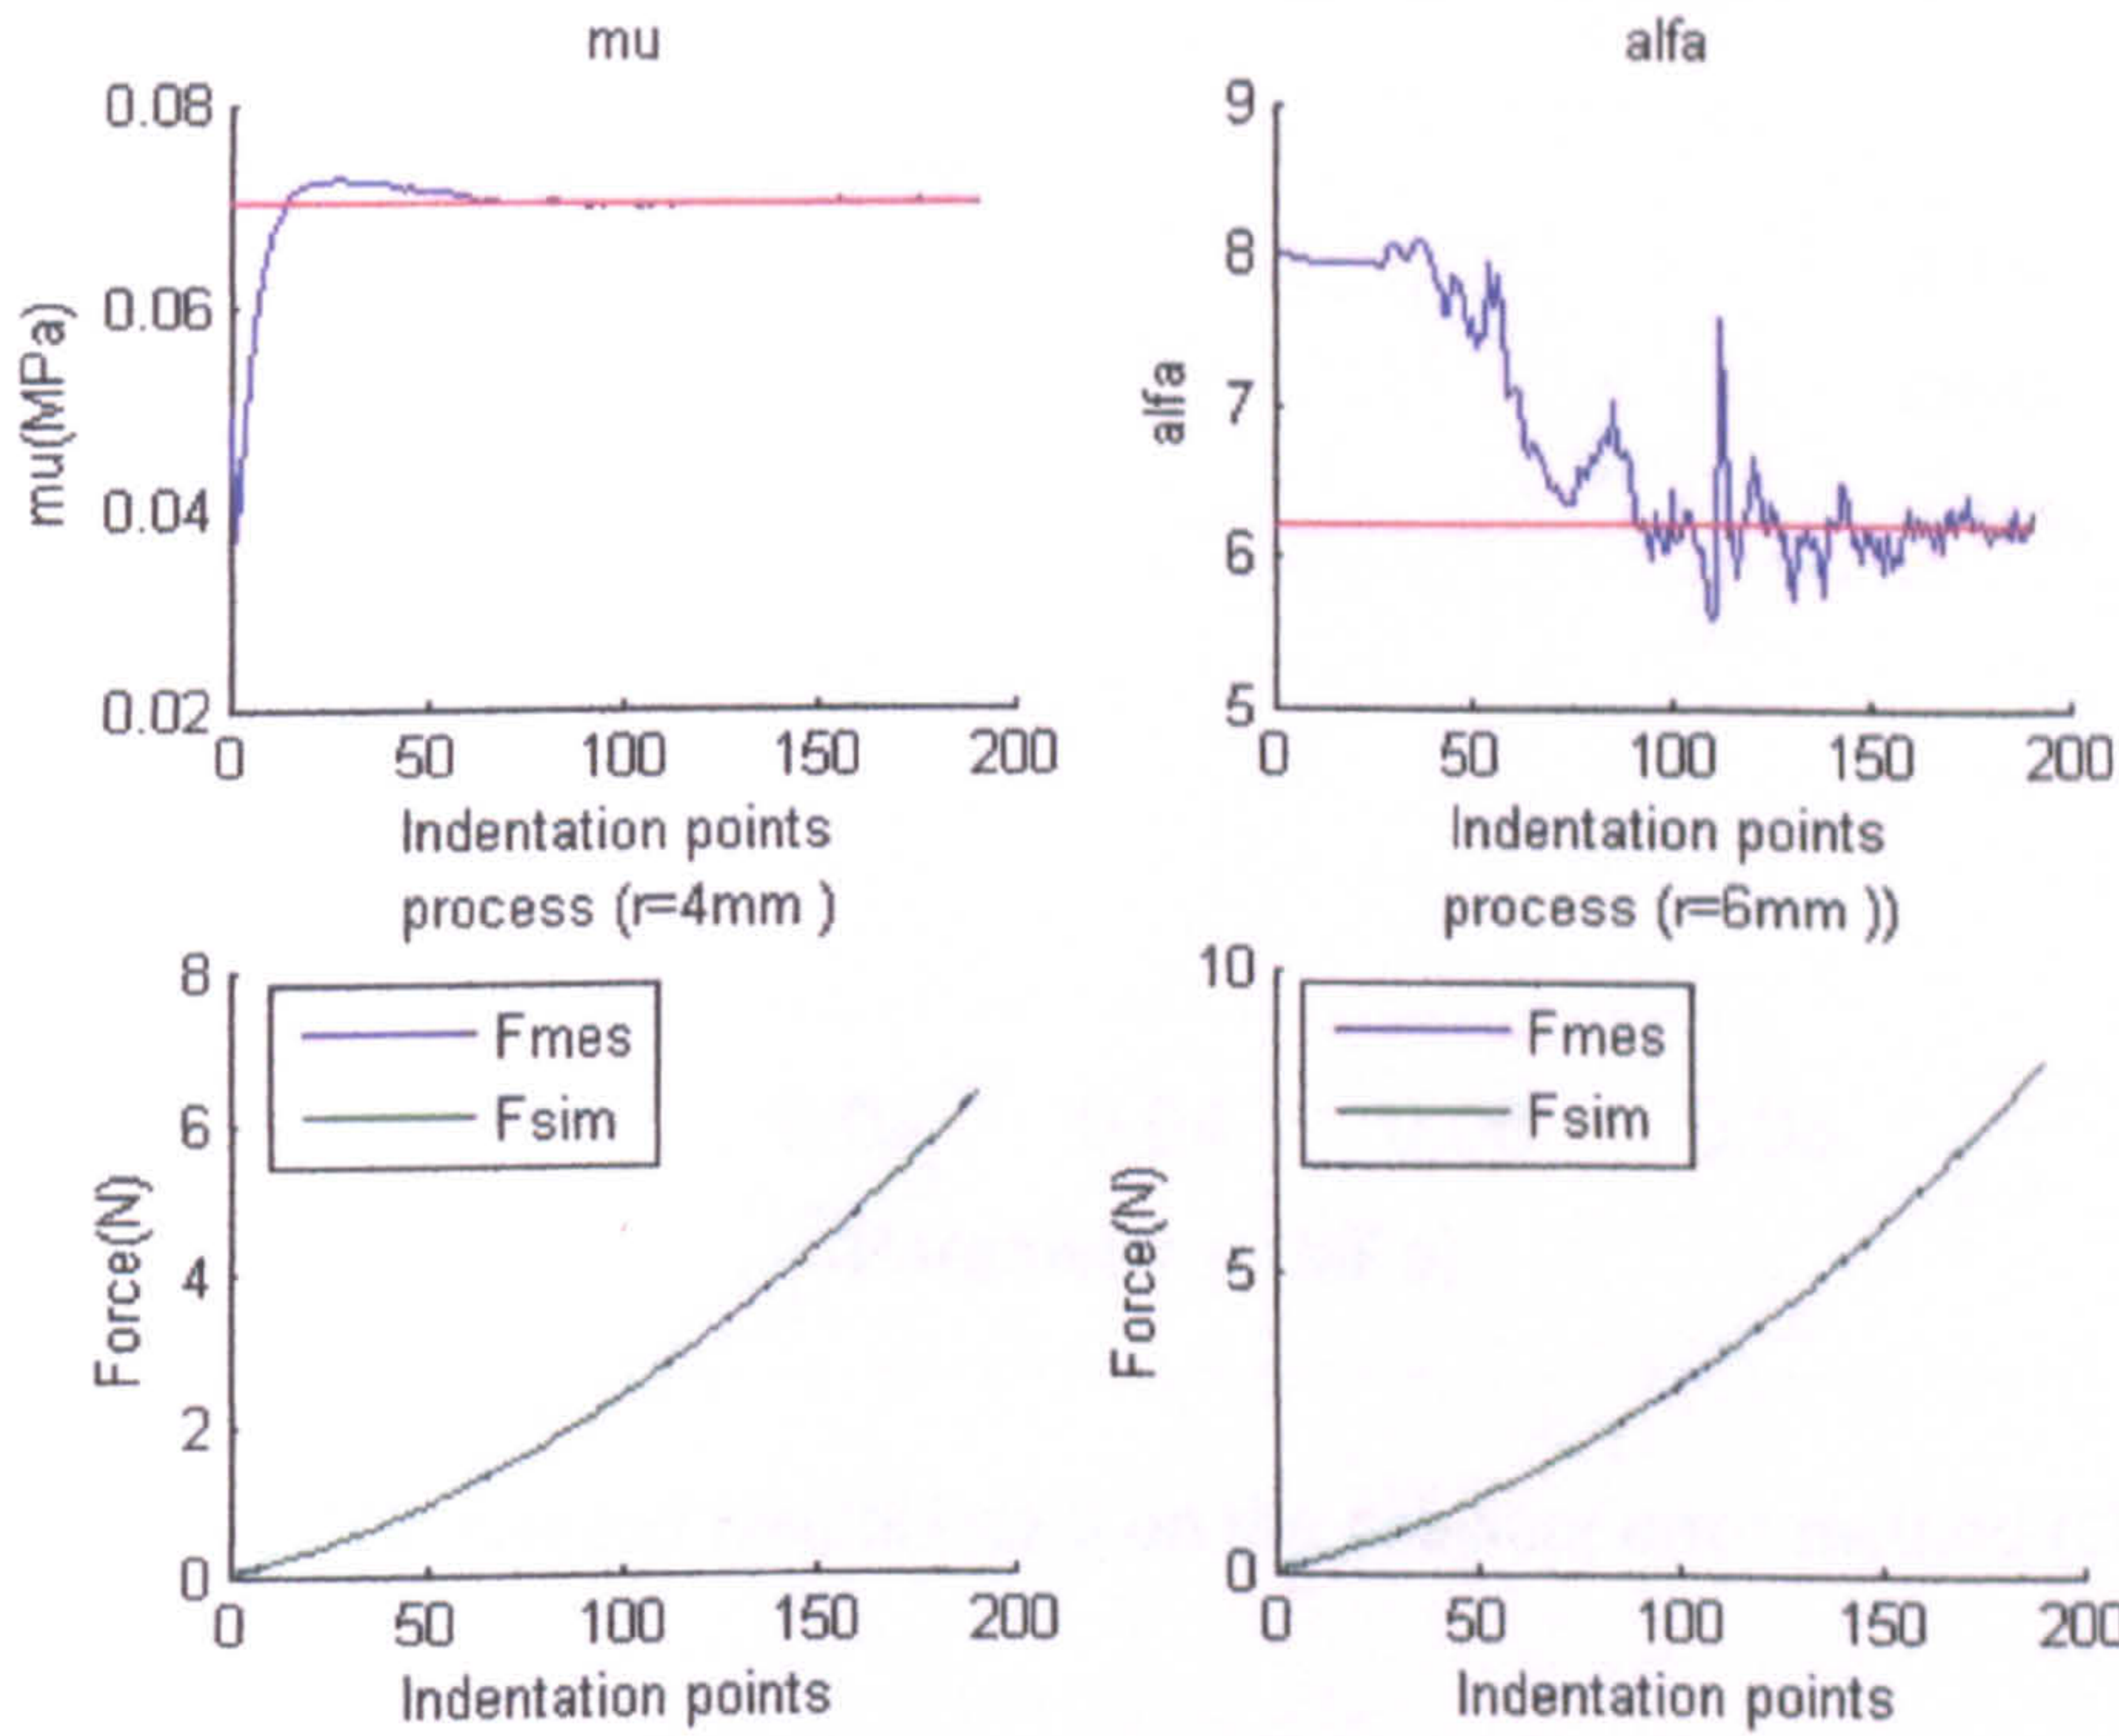 mu
0.08
0.06
0.04
0.02
mu(MPa)
0 50 100 150 200
Indentation points
alfa
9
8
7
6
5
alfa
0 50 100 150 200
Indentation points
process (r=4mm )
8
6
4
2
0
Force(N)
Fmes
Fsim
0 50 100 150 200
Indentation points
process (r=6mm ))
10
5
0
Force(N)
Fmes
Fsim
0 50 100 150 200
Indentation points